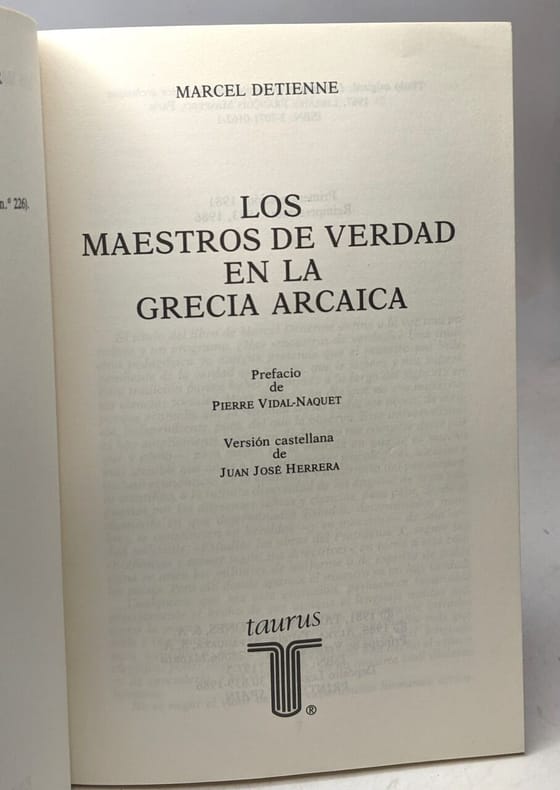 n.° 226).
MARCEL DETIENNE
LOS
MAESTROS DE VERDAD
EN LA
GRECIA ARCAICA
Prefacio
de
PIERRE VIDAL-NAQUET
Versión castellana
de
JUAN JOSÉ HERRERA
taurus
®